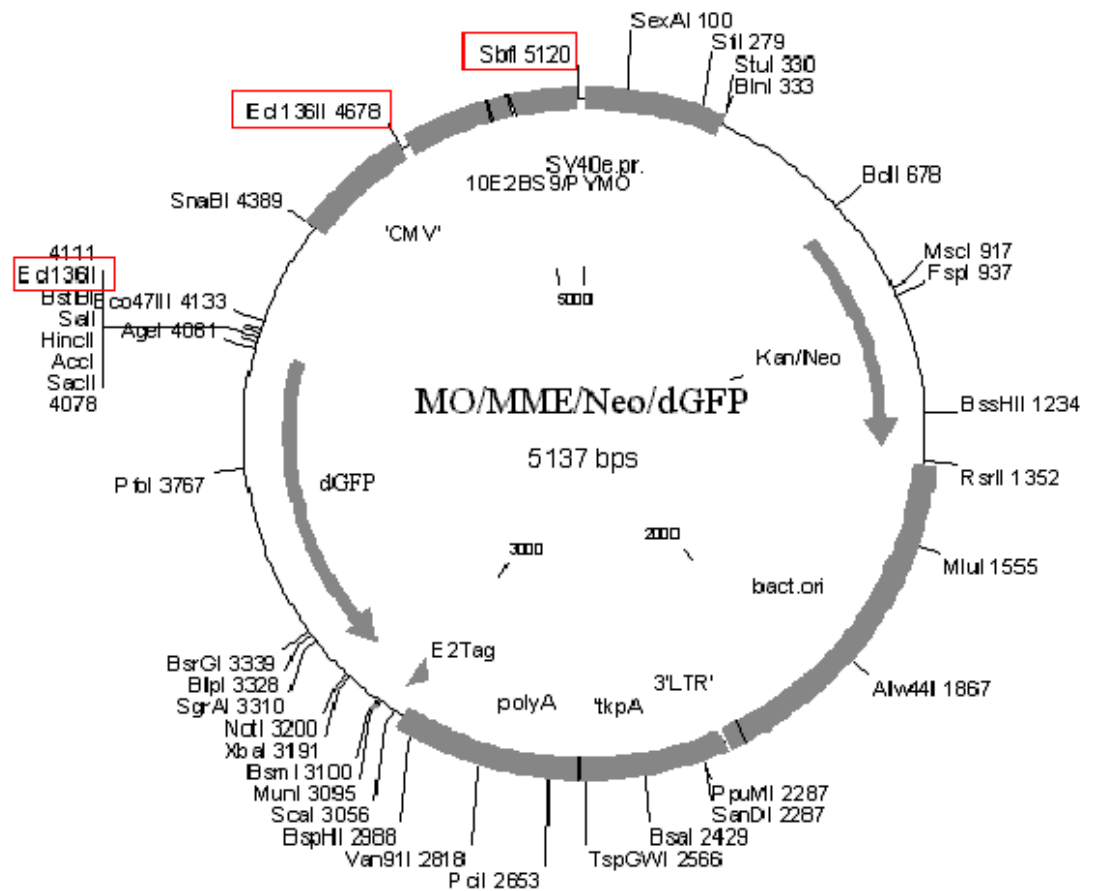 SexAI 100
SfiI 279
StuI 330
BlnI 333
SbfI 5120
Ecl136II 4678
SV40e.pr.
10E2BS9/PYMO
BclI 678
SnaBI 4389
'CMV'
MscI 917
FspI 937
4111
Ecl136II
BstBI
SalI
HincII
AccI
SacII
4078
Eco47III 4133
AgeI 4061
5000
Kan/Neo
MO/MME/Neo/dGFP
5137 bps
BssHII 1234
RsrII 1352
PfoI 3767
dGFP
3000
2000
MluI 1555
bact.ori
E2Tag
3'LTR'
polyA
'tkpA
Alw44I 1867
BsrGI 3339
BlpI 3328
SgrAI 3310
NotI 3200
XbaI 3191
BsmI 3100
MunI 3095
ScaI 3056
BspHI 2988
Van91I 2818
PciI 2653
PpuMI 2287
SanDI 2287
BsaI 2429
TspGWI 2566